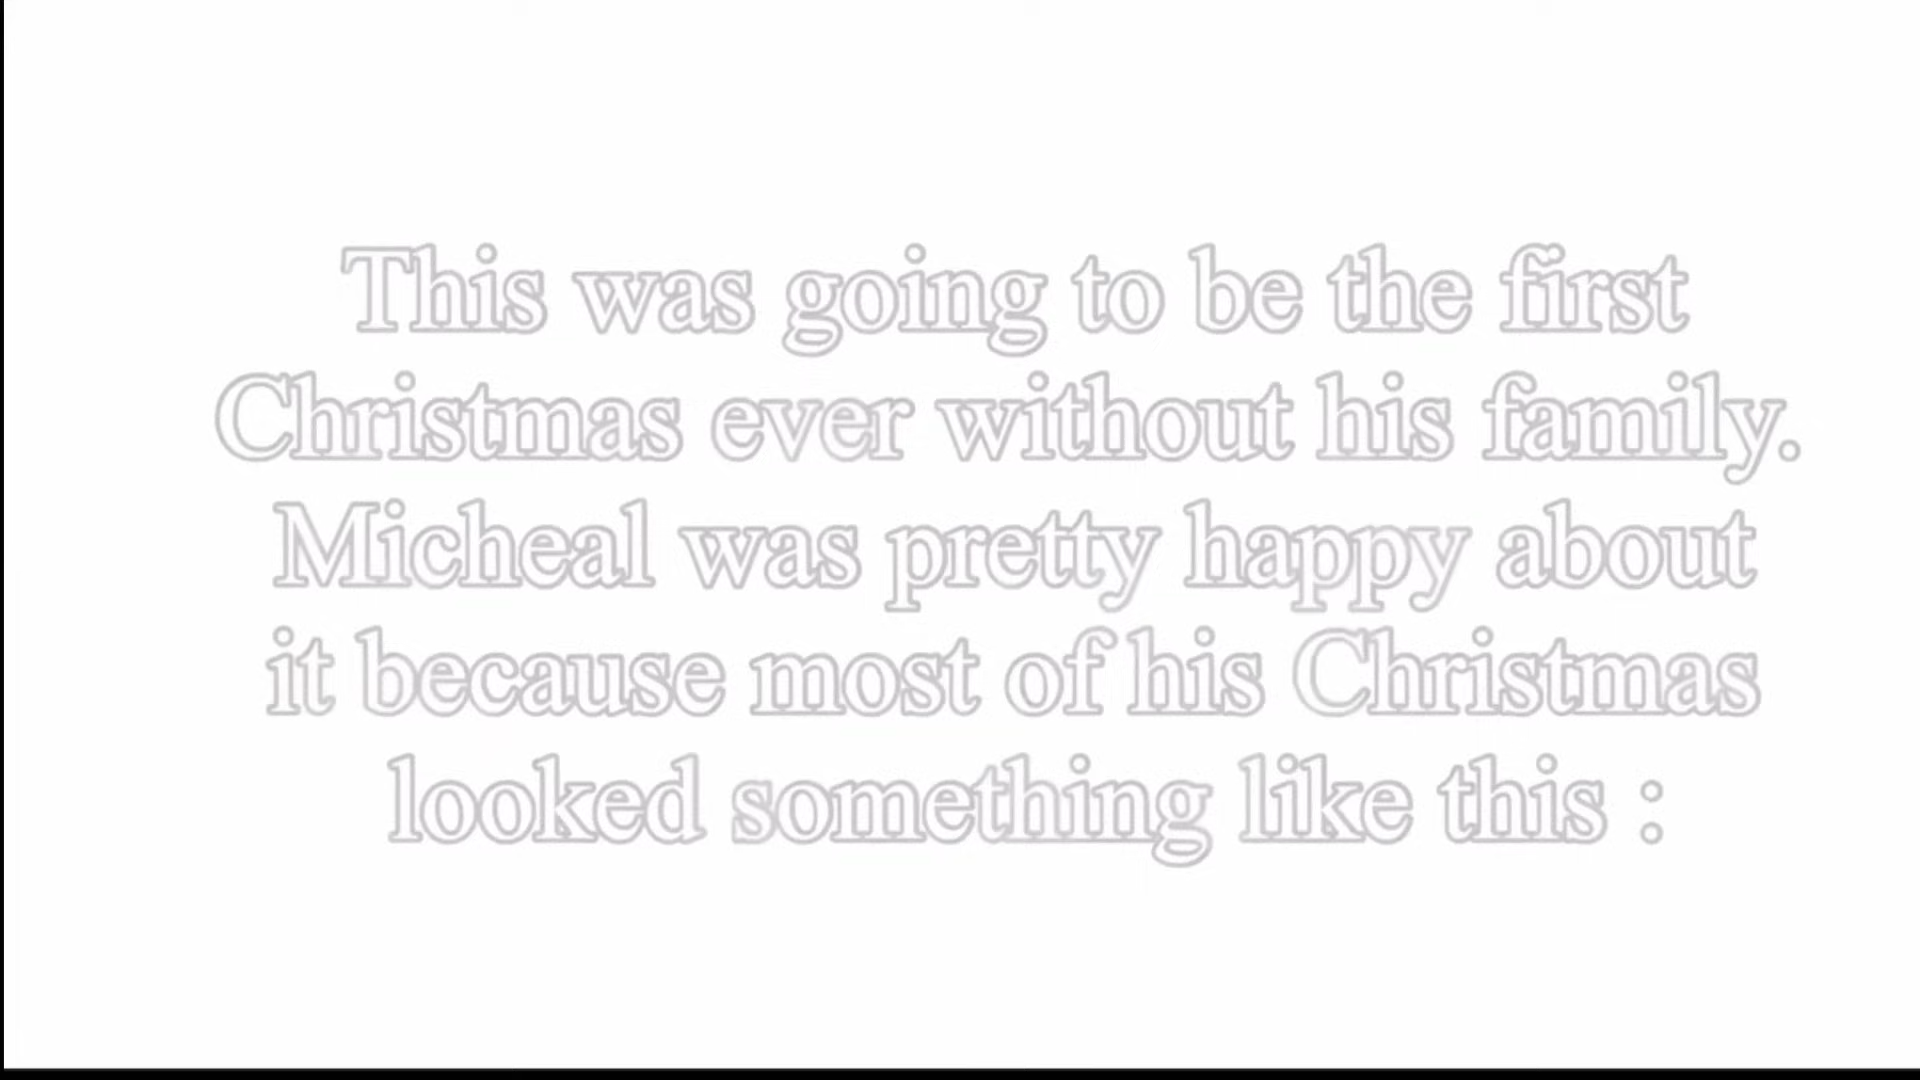 This was going to be the first
Christmas ever without his family.
Micheal was pretty happy about
it because most of his Christmas
looked something like this :